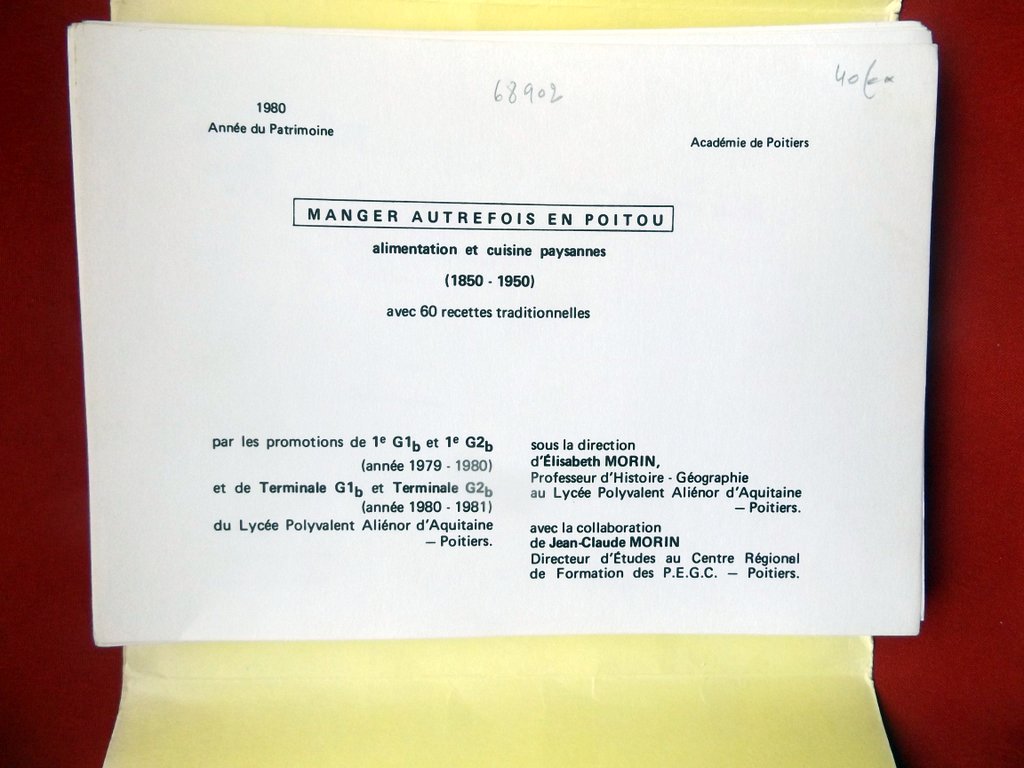 68902
1980
Année du Patrimoine
Académie de Poitiers
MANGER AUTREFOIS EN POITOU
alimentation et cuisine paysannes
(1850 - 1950)
avec 60 recettes traditionnelles
par les promotions de 1e G1b et 1e G2b
(année 1979 - 1980)
et de Terminale G1b et Terminale G2b
(année 1980 - 1981)
du Lycée Polyvalent Aliénor d'Aquitaine
— Poitiers.
sous la direction
d'Élisabeth MORIN,
Professeur d'Histoire - Géographie
au Lycée Polyvalent Aliénor d'Aquitaine
— Poitiers.
avec la collaboration
de Jean-Claude MORIN
Directeur d'Études au Centre Régional
de Formation des P.E.G.C. — Poitiers.